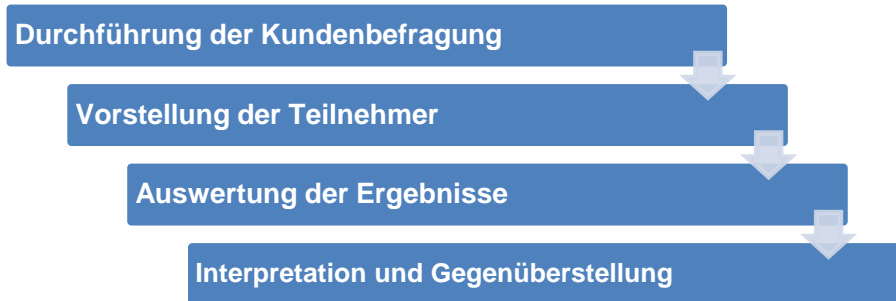 Durchführung der Kundenbefragung
Vorstellung der Teilnehmer
Auswertung der Ergebnisse
Interpretation und Gegenüberstellung